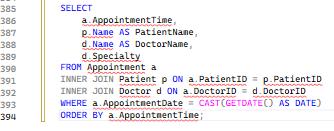 385 SELECT
386 a.AppointmentTime,
387 p.Name AS PatientName,
388 d.Name AS DoctorName,
389 d.Specialty
390 FROM Appointment a
391 INNER JOIN Patient p ON a.PatientID = p.PatientID
392 INNER JOIN Doctor d ON a.DoctorID = d.DoctorID
393 WHERE a.AppointmentDate = CAST(GETDATE() AS DATE)
394 ORDER BY a.AppointmentTime;